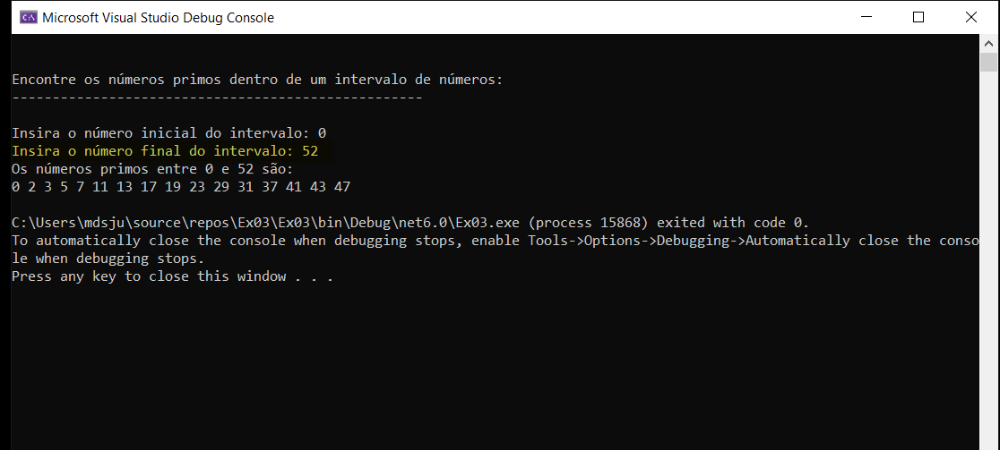 Microsoft Visual Studio Debug Console
Encontre os números primos dentro de um intervalo de números:
---------------------------------------------------
Insira o número inicial do intervalo: 0
Insira o número final do intervalo: 52
Os números primos entre 0 e 52 são:
0 2 3 5 7 11 13 17 19 23 29 31 37 41 43 47
C:\Users\mdsju\source\repos\Ex03\Ex03\bin\Debug\net6.0\Ex03.exe (process 15868) exited with code 0.
To automatically close the console when debugging stops, enable Tools->Options->Debugging->Automatically close the conso
le when debugging stops.
Press any key to close this window . . .